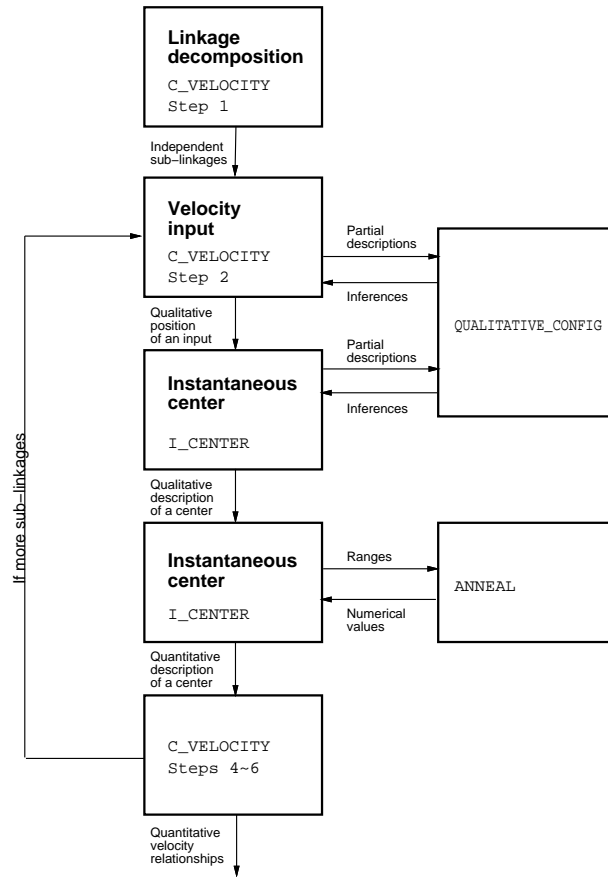 Linkage
decomposition
C_VELOCITY
Step 1
Independent
sub−linkages
Velocity
input
C_VELOCITY
Step 2
Partial
descriptions
Inferences
QUALITATIVE_CONFIG
Qualitative
position
of an input
Partial
descriptions
Inferences
Instantaneous
center
I_CENTER
If more sub−linkages
Qualitative
description
of a center
Instantaneous
center
I_CENTER
Ranges
Numerical
values
ANNEAL
Quantitative
description
of a center
C_VELOCITY
Steps 4~6
Quantitative
velocity
relationships